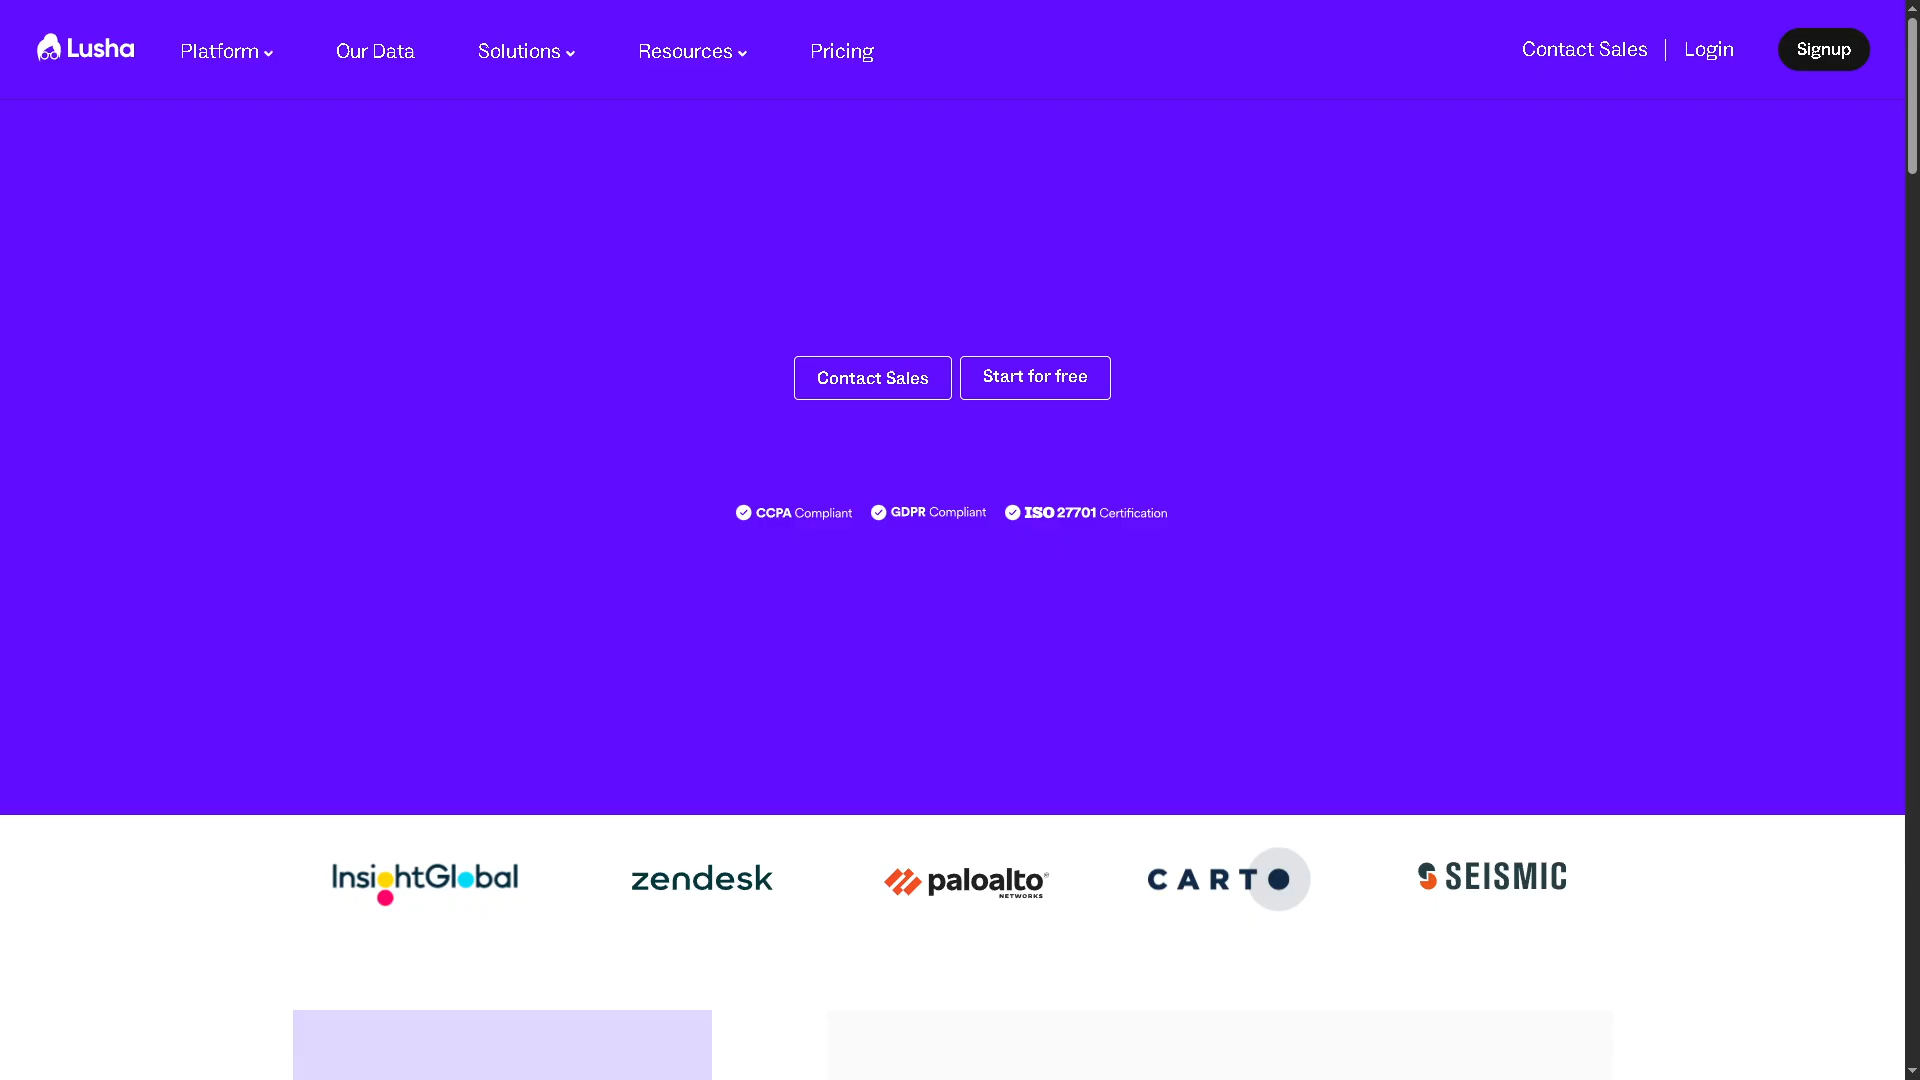 Lusha Platform Our Data Solutions Resources Pricing Contact Sales Login Signup
Contact Sales Start for free
CCPA Compliant GDPR Compliant ISO 27701 Certification
InsightGlobal zendesk paloalto NETWORKS CARTO SEISMIC